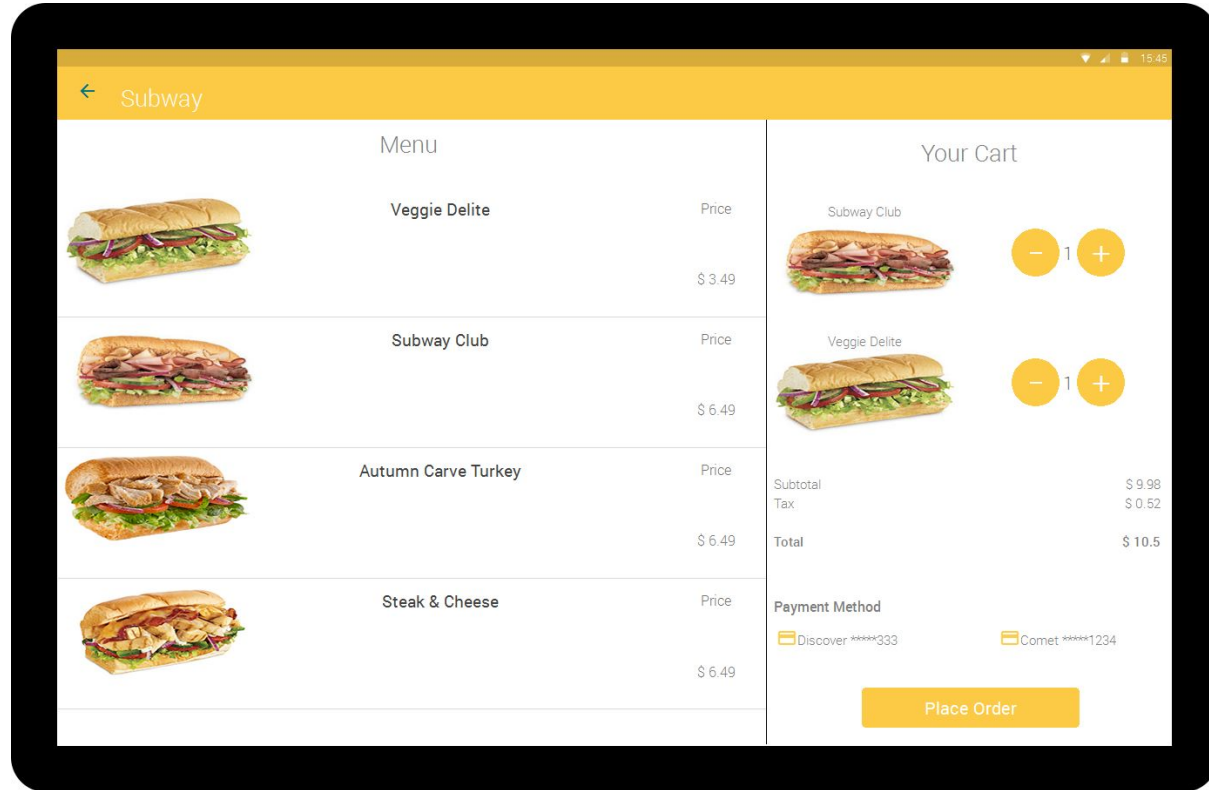 15:45
Subway
Menu
Veggie Delite Price
$ 3.49
Subway Club Price
$ 6.49
Autumn Carve Turkey Price
$ 6.49
Steak & Cheese Price
$ 6.49
Your Cart
Subway Club
- 1 +
Veggie Delite
- 1 +
Subtotal $ 9.98
Tax $ 0.52
Total $ 10.5
Payment Method
Discover *****333 Comet *****1234
Place Order